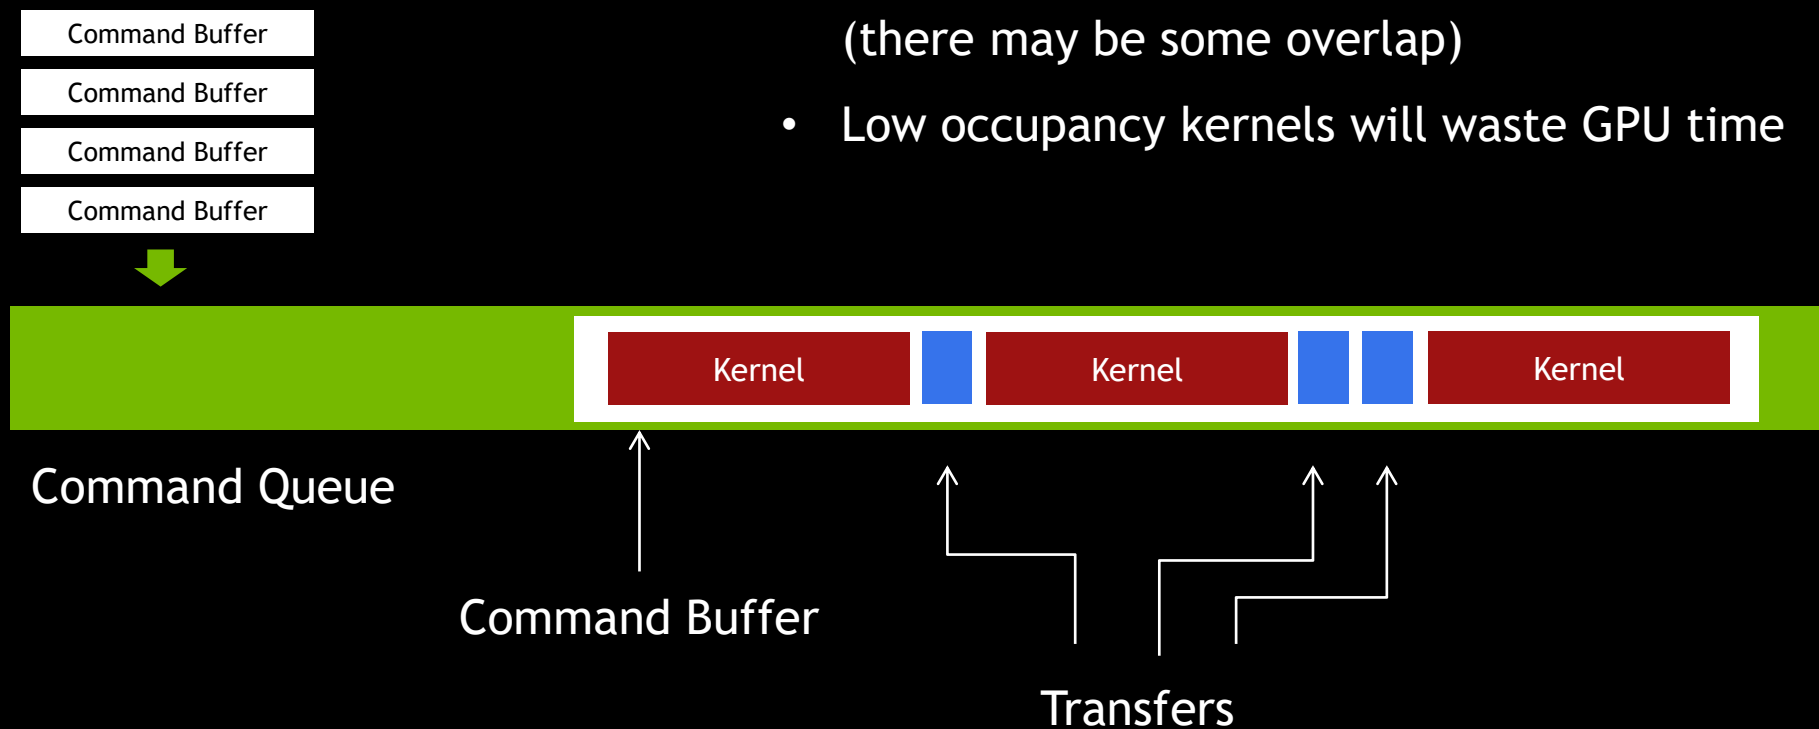 Command Buffer
Command Buffer
Command Buffer
Command Buffer
(there may be some overlap)
• Low occupancy kernels will waste GPU time
Kernel
Kernel
Kernel
Command Queue
Command Buffer
Transfers